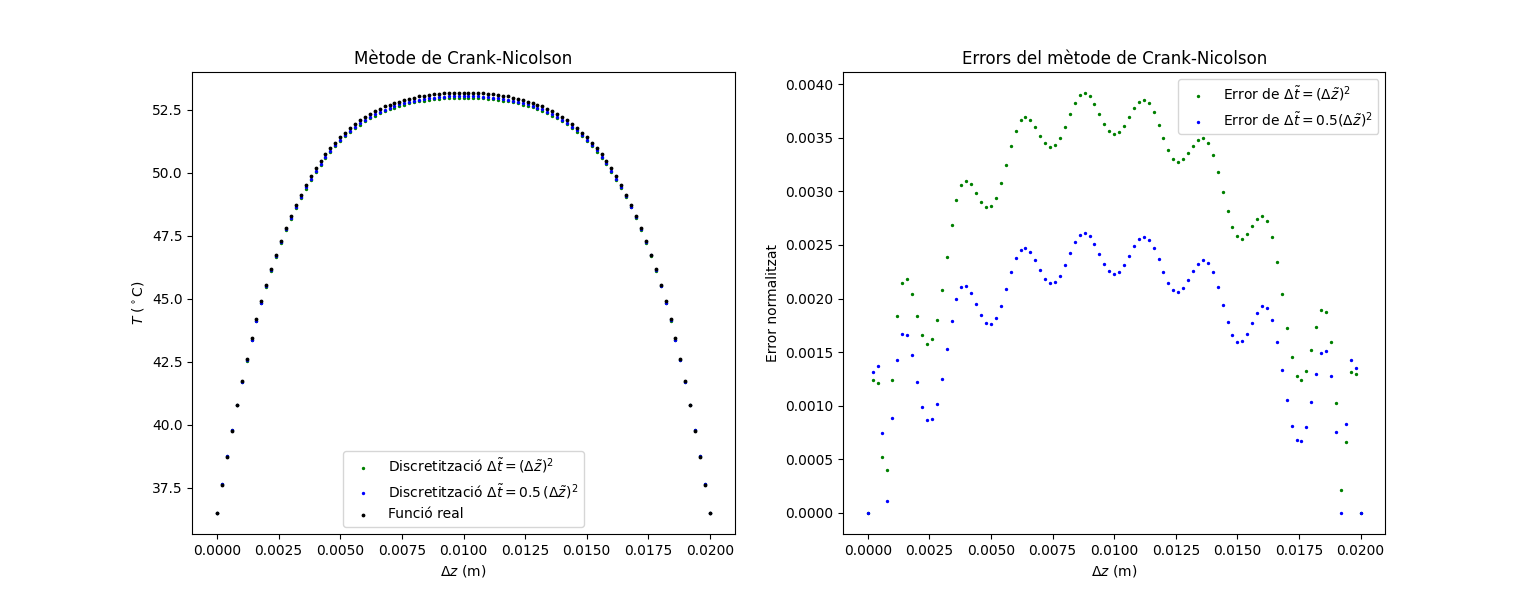 Mètode de Crank-Nicolson
T (°C)
52.5
50.0
47.5
45.0
42.5
40.0
37.5
Discretització Δt̃ = (Δz̃)²
Discretització Δt̃ = 0.5 (Δz̃)²
Funció real
0.0000 0.0025 0.0050 0.0075 0.0100 0.0125 0.0150 0.0175 0.0200
Δz (m)
Errors del mètode de Crank-Nicolson
Error normalitzat
0.0040
0.0035
0.0030
0.0025
0.0020
0.0015
0.0010
0.0005
0.0000
Error de Δt̃ = (Δz̃)²
Error de Δt̃ = 0.5(Δz̃)²
0.0000 0.0025 0.0050 0.0075 0.0100 0.0125 0.0150 0.0175 0.0200
Δz (m)